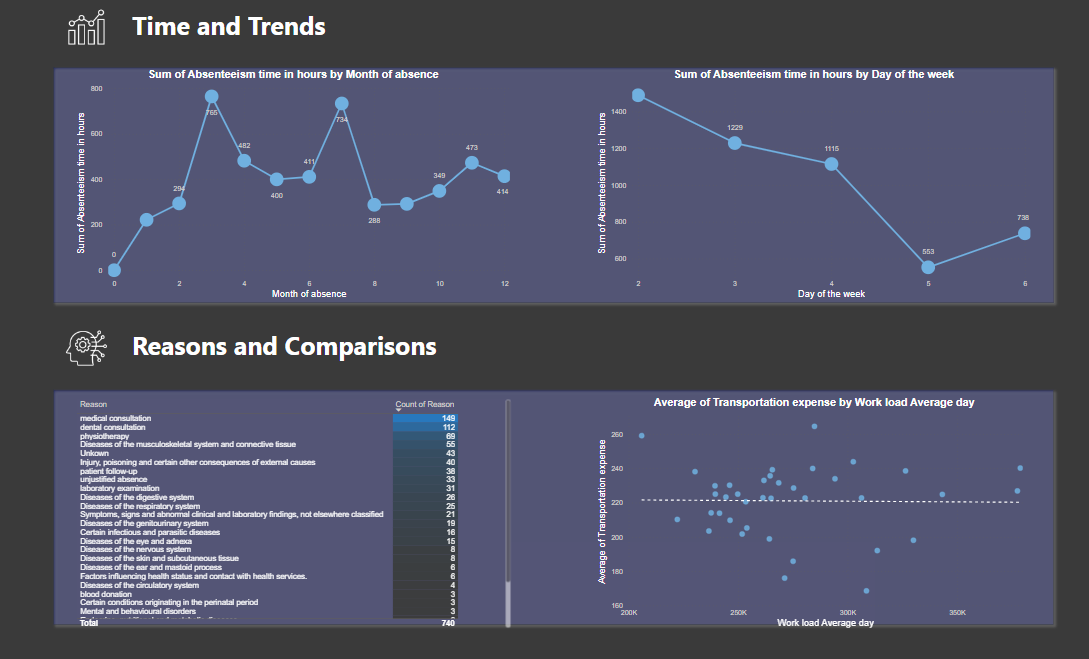 Time and Trends
Sum of Absenteeism time in hours by Month of absence
Sum of Absenteeism time in hours
800
600
400
200
0
0
294
765
482
400
411
734
288
349
473
414
0
2
4
6
8
10
12
Month of absence
Sum of Absenteeism time in hours by Day of the week
Sum of Absenteeism time in hours
1400
1200
1000
800
600
1229
1115
553
738
2
3
4
5
6
Day of the week
Reasons and Comparisons
Reason Count of Reason
medical consultation 149
dental consultation 112
physiotherapy 69
Diseases of the musculoskeletal system and connective tissue 55
Unkown 43
Injury, poisoning and certain other consequences of external causes 40
patient follow-up 38
unjustified absence 33
laboratory examination 31
Diseases of the digestive system 26
Diseases of the respiratory system 25
Symptoms, signs and abnormal clinical and laboratory findings, not elsewhere classified 21
Diseases of the genitourinary system 19
Certain infectious and parasitic diseases 16
Diseases of the eye and adnexa 15
Diseases of the nervous system 8
Diseases of the skin and subcutaneous tissue 8
Diseases of the ear and mastoid process 6
Factors influencing health status and contact with health services. 6
Diseases of the circulatory system 4
blood donation 3
Certain conditions originating in the perinatal period 3
Mental and behavioural disorders 3
Total 740
Average of Transportation expense by Work load Average day
Average of Transportation expense
260
240
220
200
180
160
200K
250K
300K
350K
Work load Average day